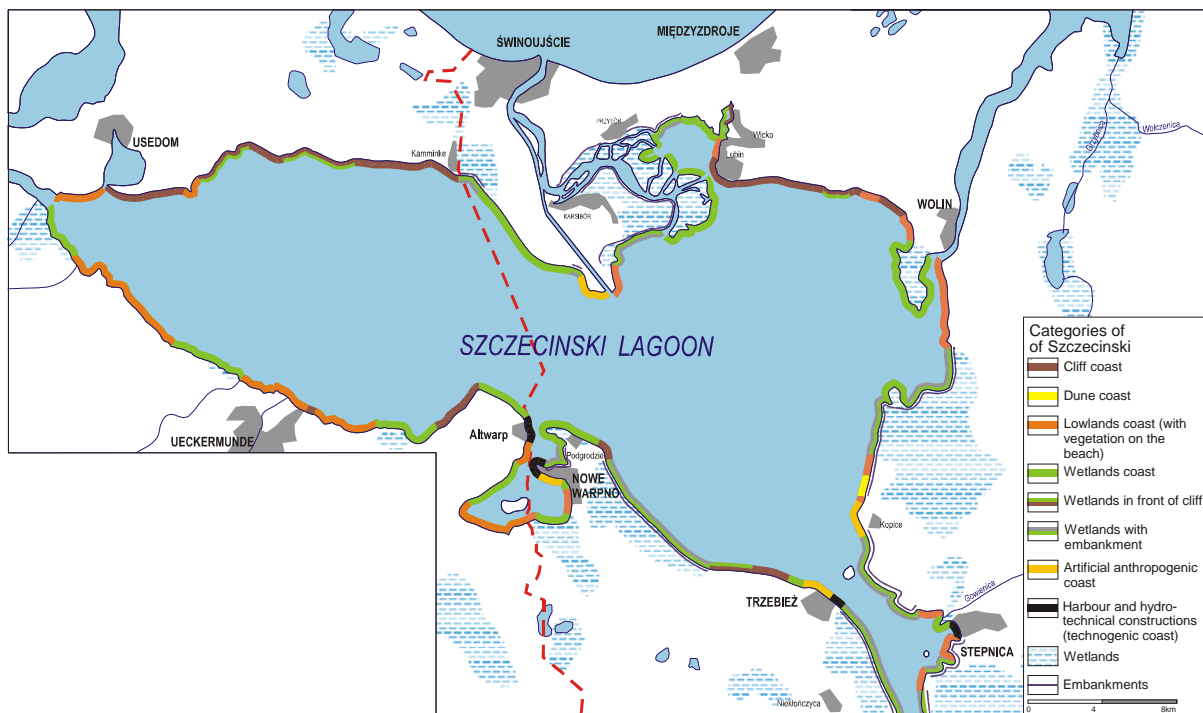 MIĘDZYZDROJE
ŚWINOUJŚCIE
PRZYTÓR
Wicko
Wołczenica
USEDOM
Kamminke
Lubin
KARSIBÓR
WOLIN
SZCZECINSKI LAGOON
UECKERMUNDE
Altwarp
Podgrodzie
NOWE
WARPNO
Kopice
TRZEBIEŻ
Gowienica
STEPNICA
Niekłończyca
Categories of
of Szczecinski
Cliff coast
Dune coast
Lowlands coast (with
vegetation on the
beach)
Wetlands coast
Wetlands in front of cliff
Wetlands with
embankment
Artificial anthropogenic
coast
Harbour and hydro-
technical constructions
(technogenic coast)
Wetlands
Embankments
0 4 8km